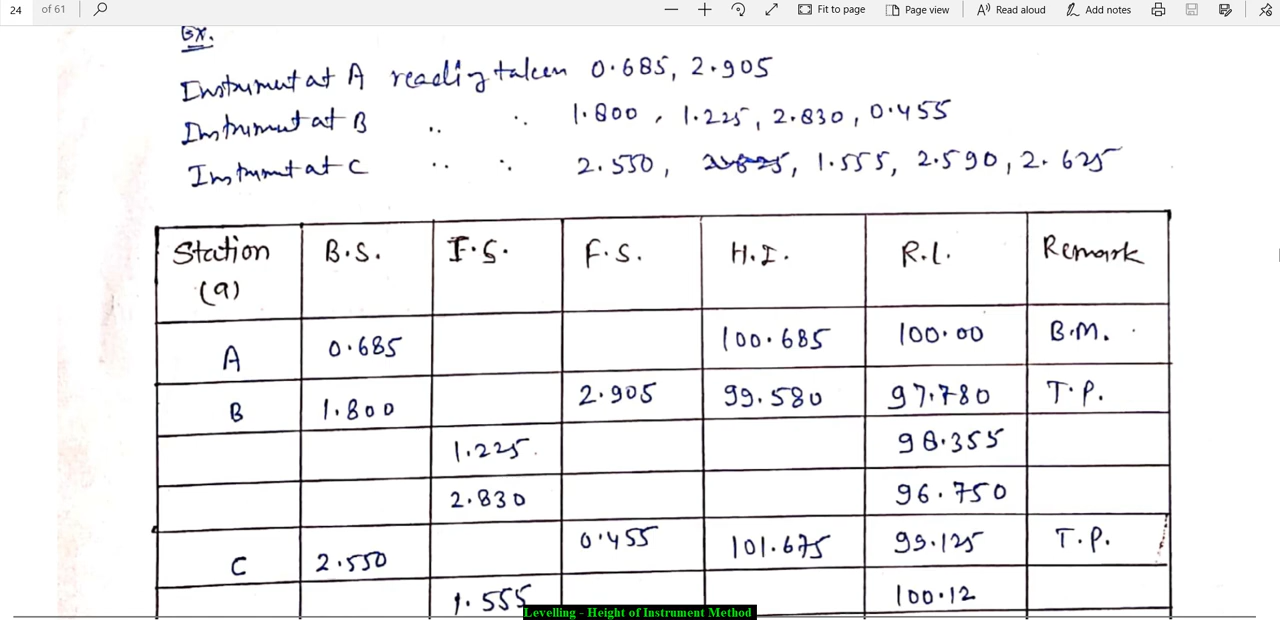 24 of 61 Fit to page Page view Read aloud Add notes
Ex.
Instrument at A reading taken 0.685, 2.905
Instrument at B .. .. 1.800, 1.225, 2.830, 0.455
Instrument at C .. .. 2.550, 1.555, 2.590, 2.625
Station B.S. I.S. F.S. H.I. R.L. Remark
(a)
A 0.685 100.685 100.00 B.M.
B 1.800 2.905 99.580 97.780 T.P.
1.225 98.355
2.830 96.750
C 2.550 0.455 101.675 99.125 T.P.
1.555 100.12
Levelling - Height of Instrument Method